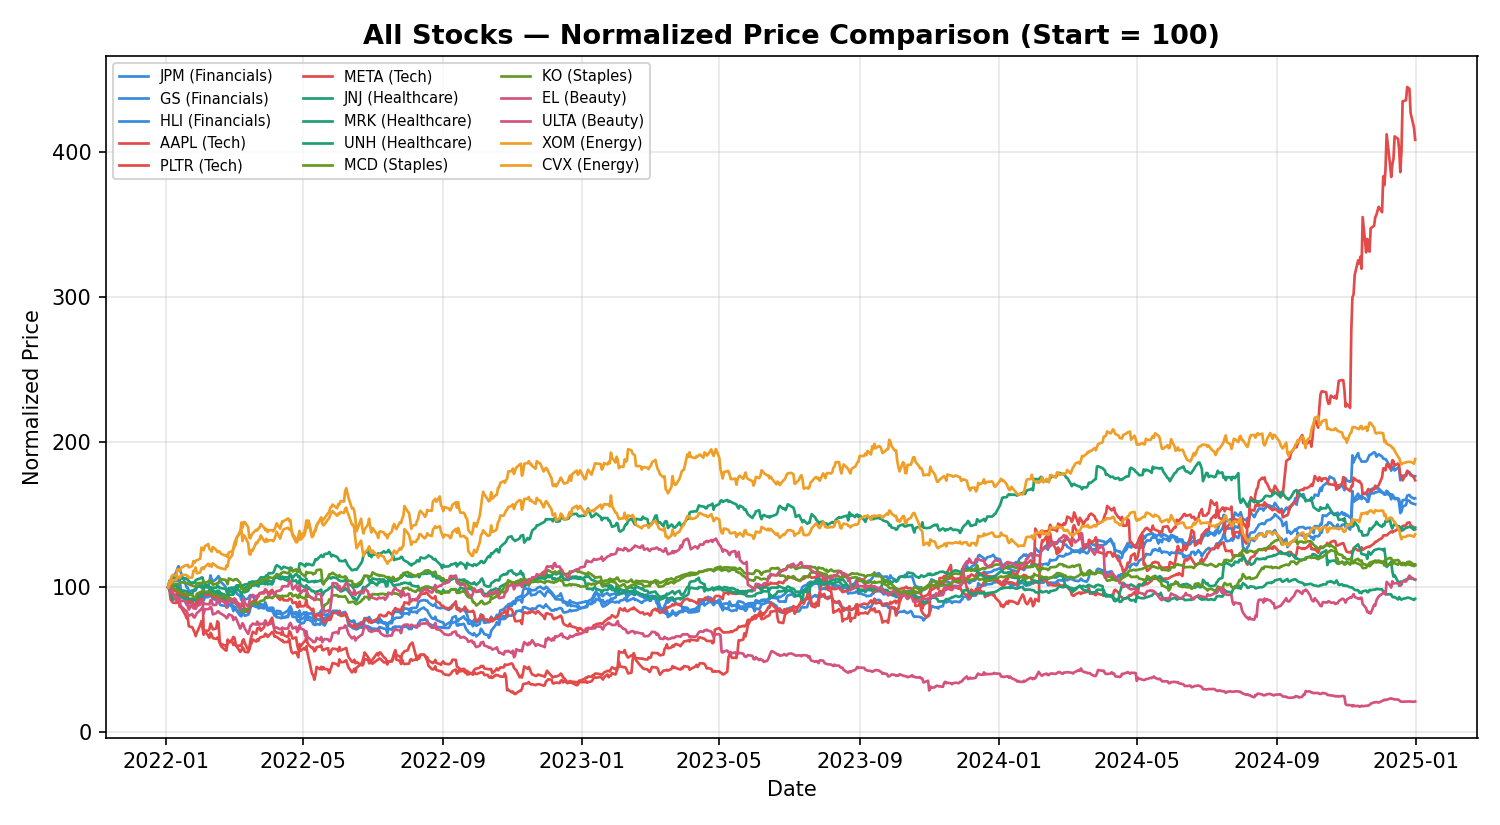 All Stocks — Normalized Price Comparison (Start = 100)
JPM (Financials)
GS (Financials)
HLI (Financials)
AAPL (Tech)
PLTR (Tech)
META (Tech)
JNJ (Healthcare)
MRK (Healthcare)
UNH (Healthcare)
MCD (Staples)
KO (Staples)
EL (Beauty)
ULTA (Beauty)
XOM (Energy)
CVX (Energy)
Normalized Price
400
300
200
100
0
2022-01
2022-05
2022-09
2023-01
2023-05
2023-09
2024-01
2024-05
2024-09
2025-01
Date